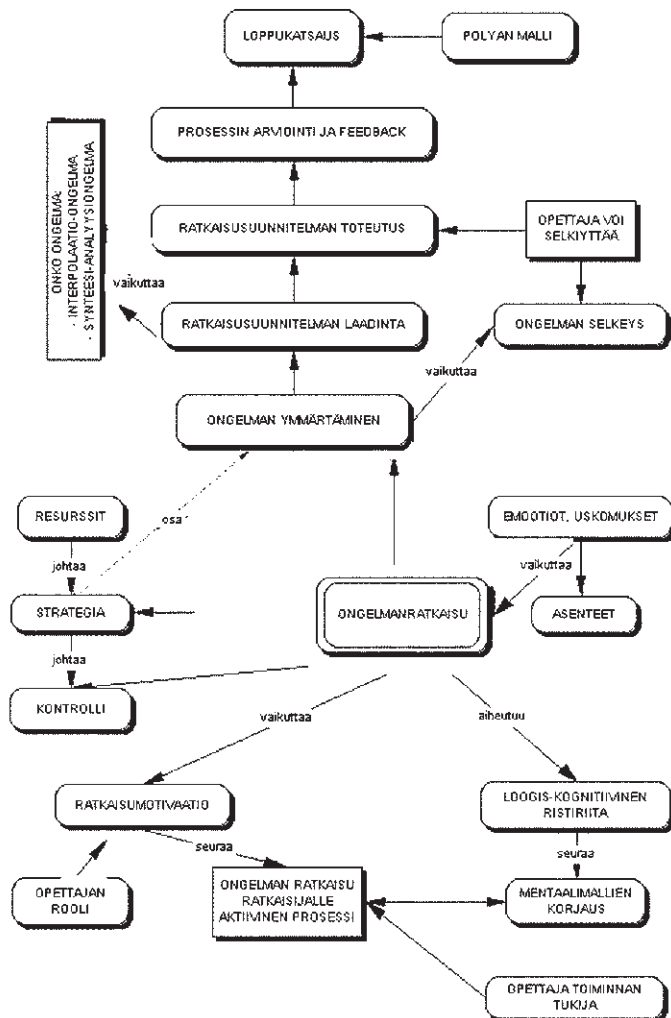 LOPPUKATSAUS
POLYAN MALLI
PROSESSIN ARVIOINTI JA FEEDBACK
ONKO ONGELMA:
- INTERPOLAATIO-ONGELMA
- SYNTEESI-ANALYYSIONGELMA
RATKAISUSUUNNITELMAN TOTEUTUS
OPETTAJA VOI
SELKIYTTÄÄ
vaikuttaa
RATKAISUSUUNNITELMAN LAADINTA
ONGELMAN SELKEYS
vaikuttaa
ONGELMAN YMMÄRTÄMINEN
RESURSSIT
osa
EMOOTIOT, USKOMUKSET
johtaa
vaikuttaa
STRATEGIA
ONGELMANRATKAISU
ASENTEET
johtaa
KONTROLLI
vaikuttaa
aiheutuu
RATKAISUMOTIVAATIO
LOOGIS-KOGNITIIVINEN
RISTIRIITA
seuraa
seuraa
OPETTAJAN
ROOLI
ONGELMAN RATKAISU
RATKAISIJALLE
AKTIIVINEN PROSESSI
MENTAALIMALLIEN
KORJAUS
OPETTAJA TOIMINNAN
TUKIJA